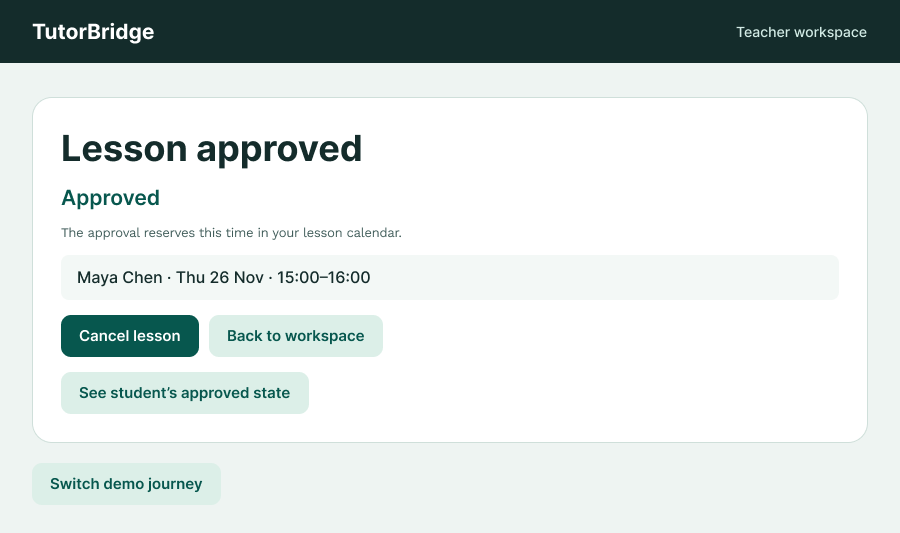 TutorBridge
Teacher workspace
Lesson approved
Approved
The approval reserves this time in your lesson calendar.
Maya Chen · Thu 26 Nov · 15:00–16:00
Cancel lesson
Back to workspace
See student’s approved state
Switch demo journey